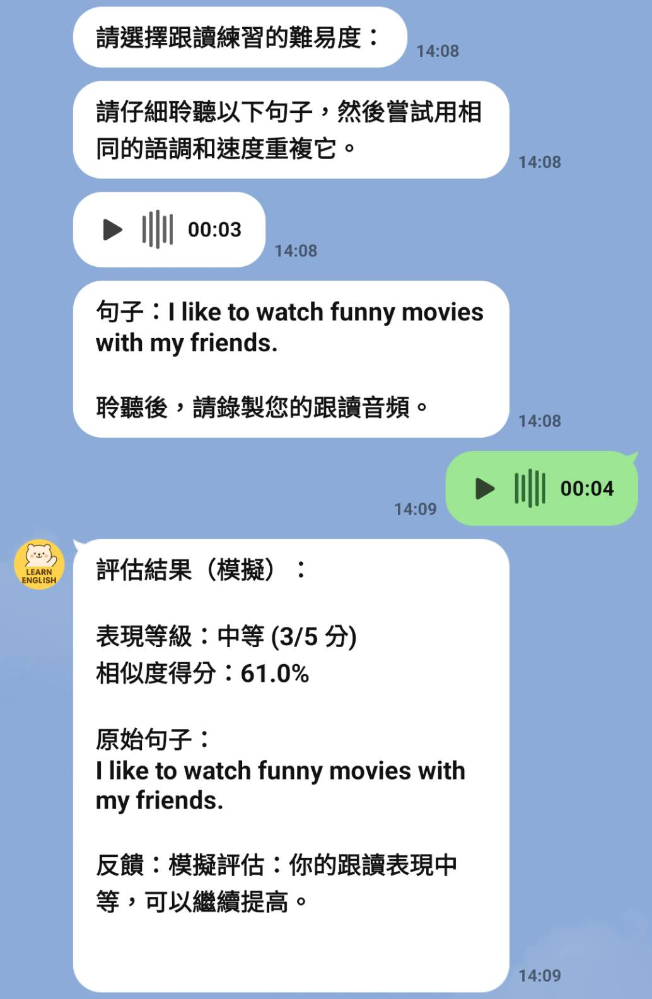 請選擇跟讀練習的難易度：
14:08
請仔細聆聽以下句子，然後嘗試用相
同的語調和速度重複它。
14:08
00:03
14:08
句子：I like to watch funny movies
with my friends.
聆聽後，請錄製您的跟讀音頻。
14:08
00:04
14:09
LEARN
ENGLISH
評估結果（模擬）：
表現等級：中等 (3/5 分)
相似度得分：61.0%
原始句子：
I like to watch funny movies with
my friends.
反饋：模擬評估：你的跟讀表現中
等，可以繼續提高。
14:09